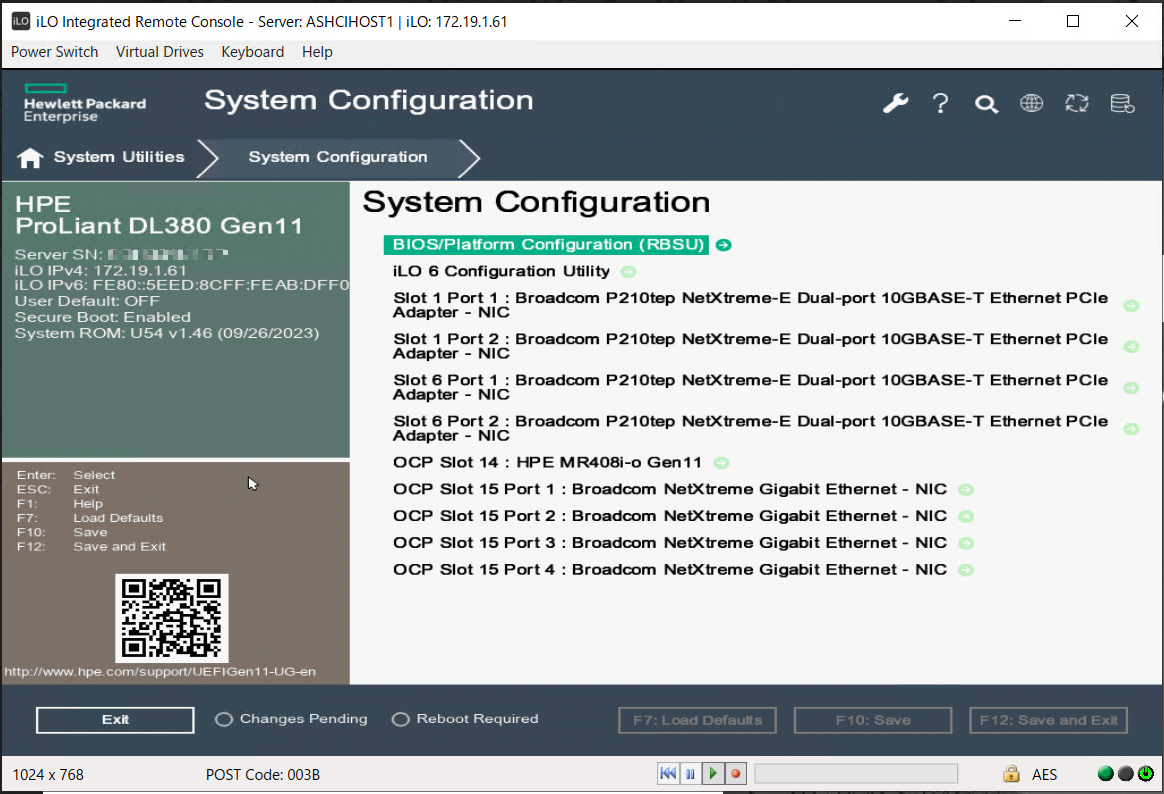 iLO
iLO Integrated Remote Console - Server: ASHCIHOST1 | iLO: 172.19.1.61
Power Switch Virtual Drives Keyboard Help
Hewlett Packard
Enterprise
System Configuration
System Utilities
System Configuration
HPE
ProLiant DL380 Gen11
Server SN:
iLO IPv4: 172.19.1.61
iLO IPv6: FE80::5EED:8CFF:FEAB:DFF0
User Default: OFF
Secure Boot: Enabled
System ROM: U54 v1.46 (09/26/2023)
Enter: Select
ESC: Exit
F1: Help
F7: Load Defaults
F10: Save
F12: Save and Exit
http://www.hpe.com/support/UEFIGen11-UG-en
System Configuration
BIOS/Platform Configuration (RBSU)
iLO 6 Configuration Utility
Slot 1 Port 1 : Broadcom P210tep NetXtreme-E Dual-port 10GBASE-T Ethernet PCIe
Adapter - NIC
Slot 1 Port 2 : Broadcom P210tep NetXtreme-E Dual-port 10GBASE-T Ethernet PCIe
Adapter - NIC
Slot 6 Port 1 : Broadcom P210tep NetXtreme-E Dual-port 10GBASE-T Ethernet PCIe
Adapter - NIC
Slot 6 Port 2 : Broadcom P210tep NetXtreme-E Dual-port 10GBASE-T Ethernet PCIe
Adapter - NIC
OCP Slot 14 : HPE MR408i-o Gen11
OCP Slot 15 Port 1 : Broadcom NetXtreme Gigabit Ethernet - NIC
OCP Slot 15 Port 2 : Broadcom NetXtreme Gigabit Ethernet - NIC
OCP Slot 15 Port 3 : Broadcom NetXtreme Gigabit Ethernet - NIC
OCP Slot 15 Port 4 : Broadcom NetXtreme Gigabit Ethernet - NIC
Exit
Changes Pending
Reboot Required
F7: Load Defaults
F10: Save
F12: Save and Exit
1024 x 768
POST Code: 003B
AES